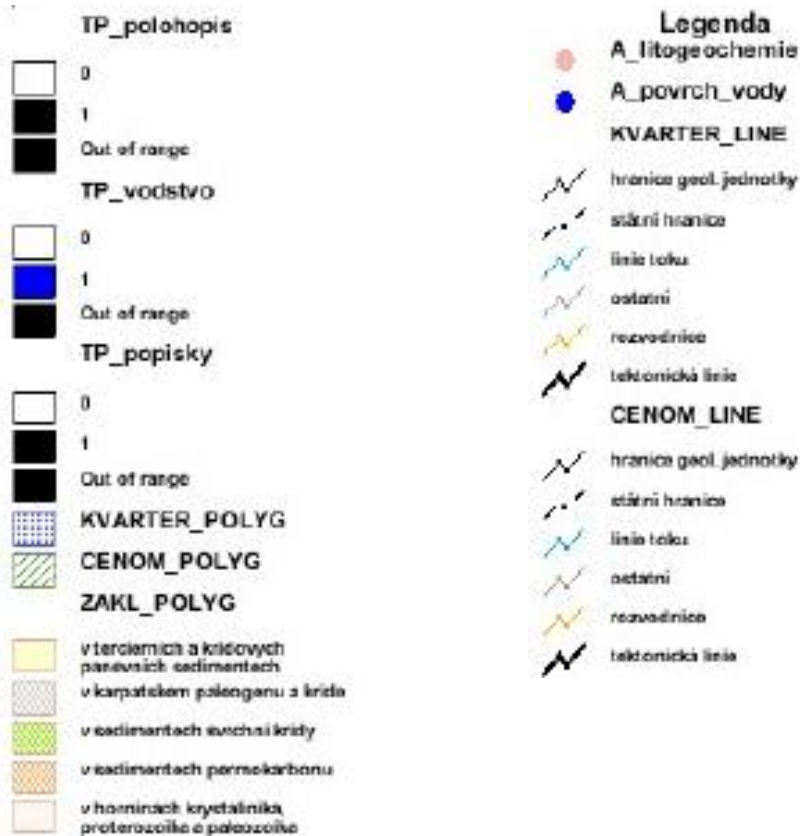 TP_polohopis
0
1
Out of range
TP_vodstvo
0
1
Out of range
TP_popisky
0
1
Out of range
KVARTER_POLYG
CENOM_POLYG
ZAKL_POLYG
v terciernich a křídových
panevních sedimentech
v karpatském paleogenu a křídě
v sedimentech svrchní křídy
v sedimentech permokarbonu
v horninách krystalinika,
proterozoika a paleozoika
Legenda
A_litogeochemie
A_povrch_vody
KVARTER_LINE
hranice geol. jednotky
státní hranice
linie toku
ostatní
rozvodnice
tektonická linie
CENOM_LINE
hranice geol. jednotky
státní hranice
linie toku
ostatní
rozvodnice
tektonická linie